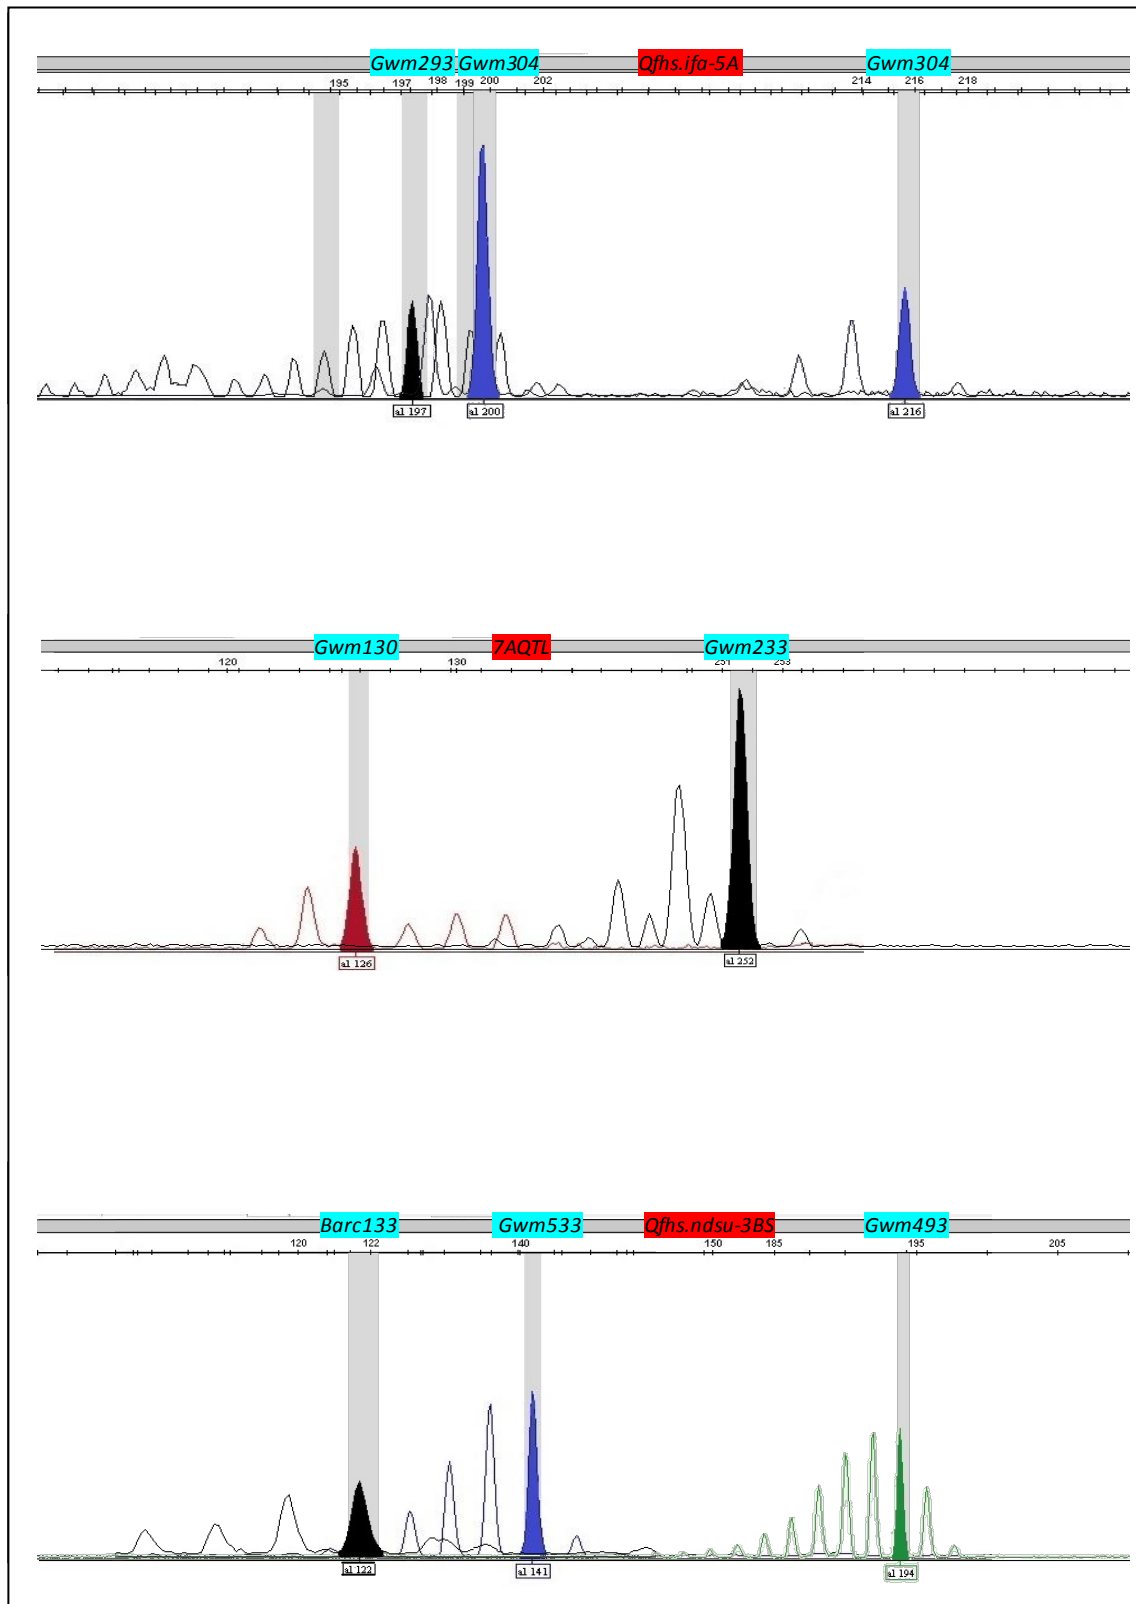 Gwm293 Gwm304 Qfhs.ifa-5A Gwm304
195 197 198 199 200 202 214 216 218
al 197 al 200 al 216
Gwm130 7AQTL Gwm233
120 130 251 253
al 126 al 252
Barc133 Gwm533 Qfhs.ndsu-3BS Gwm493
120 122 140 150 185 195 205
al 122 al 141 al 194